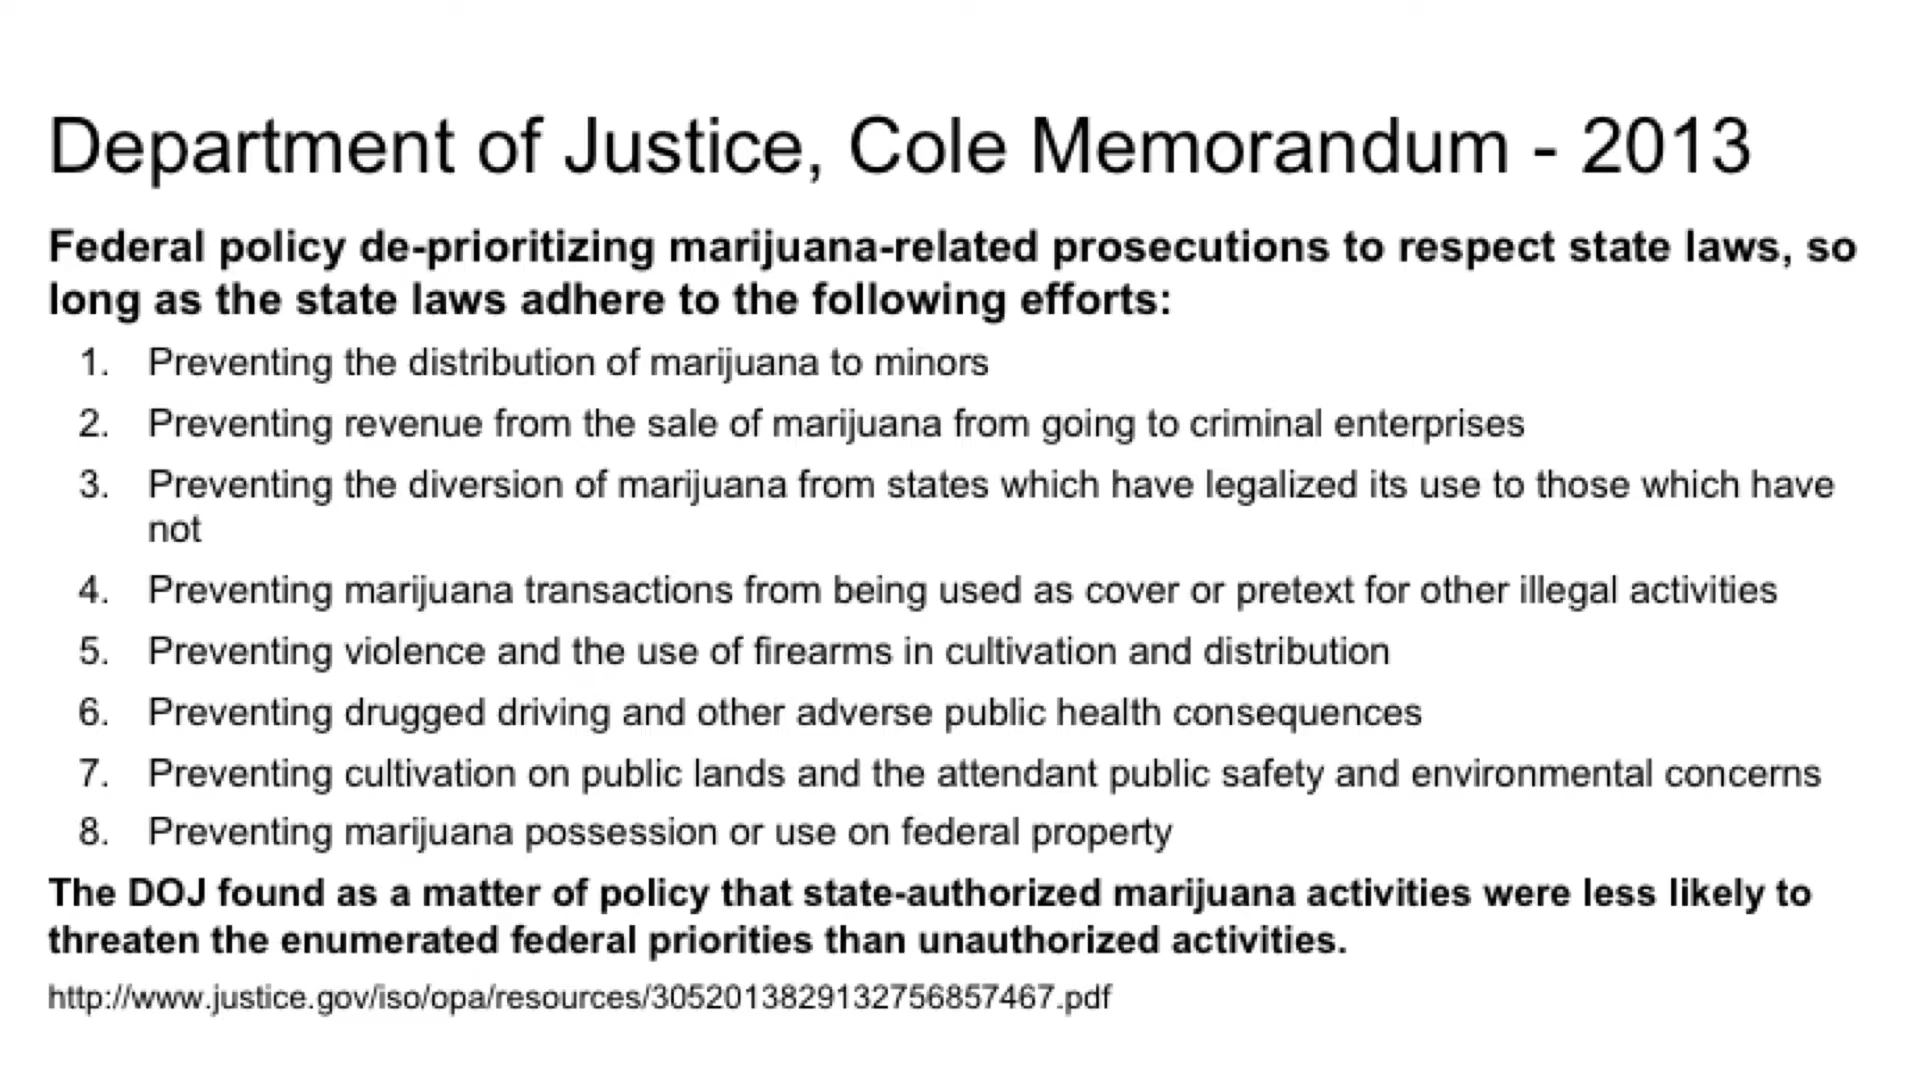 Department of Justice, Cole Memorandum - 2013
Federal policy de-prioritizing marijuana-related prosecutions to respect state laws, so
long as the state laws adhere to the following efforts:
1. Preventing the distribution of marijuana to minors
2. Preventing revenue from the sale of marijuana from going to criminal enterprises
3. Preventing the diversion of marijuana from states which have legalized its use to those which have
not
4. Preventing marijuana transactions from being used as cover or pretext for other illegal activities
5. Preventing violence and the use of firearms in cultivation and distribution
6. Preventing drugged driving and other adverse public health consequences
7. Preventing cultivation on public lands and the attendant public safety and environmental concerns
8. Preventing marijuana possession or use on federal property
The DOJ found as a matter of policy that state-authorized marijuana activities were less likely to
threaten the enumerated federal priorities than unauthorized activities.
http://www.justice.gov/iso/opa/resources/3052013829132756857467.pdf